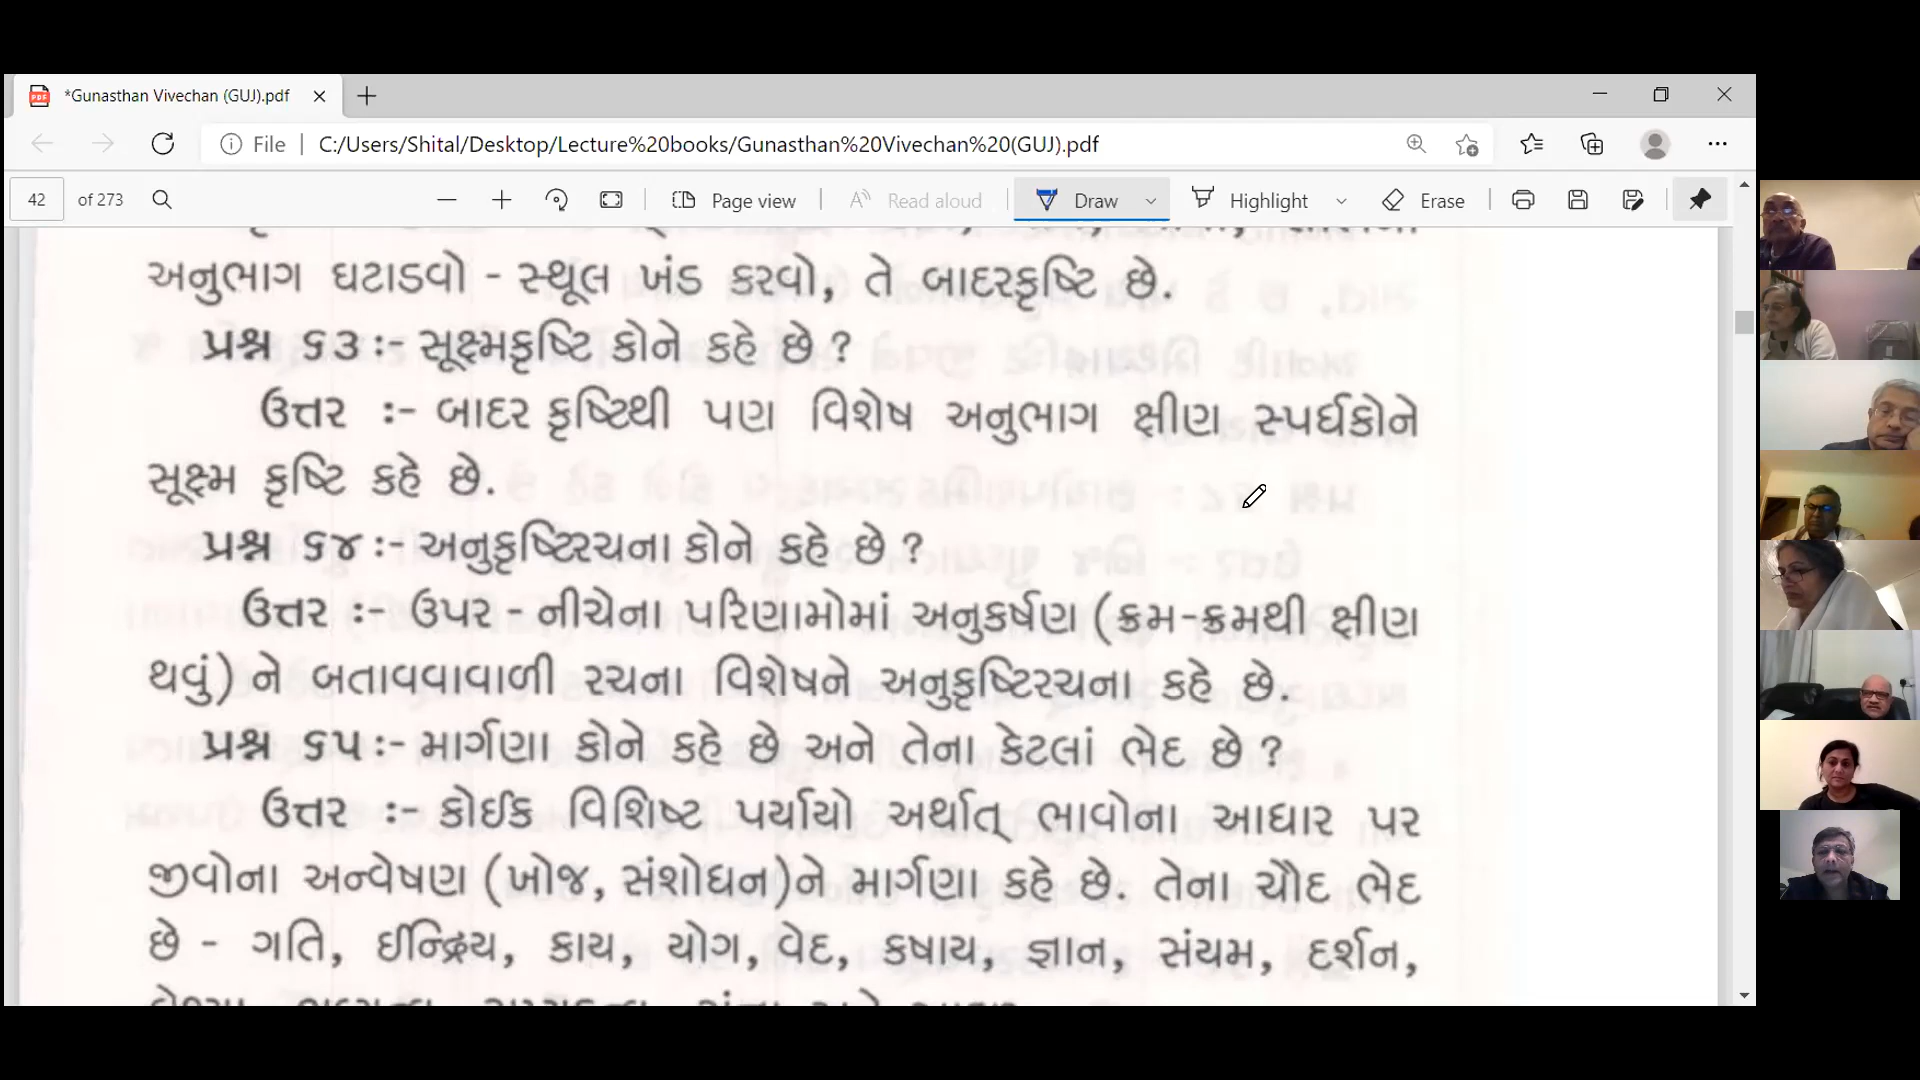 *Gunasthan Vivechan (GUJ).pdf
File | C:/Users/Shital/Desktop/Lecture%20books/Gunasthan%20Vivechan%20(GUJ).pdf
42 of 273 Page view Read aloud Draw Highlight Erase
અનુભાગ ઘટાડવો - સ્થૂલ ખંડ કરવો, તે બાદરકૃષ્ટિ છે.
પ્રશ્ન ૬૩ :- સૂક્ષ્મકૃષ્ટિ કોને કહે છે ?
ઉત્તર :- બાદર કૃષ્ટિથી પણ વિશેષ અનુભાગ ક્ષીણ સ્પર્ધકોને
સૂક્ષ્મ કૃષ્ટિ કહે છે.
પ્રશ્ન ૬૪ :- અનુકૃષ્ટિરચના કોને કહે છે ?
ઉત્તર :- ઉપર - નીચેના પરિણામોમાં અનુકર્ષણ (ક્રમ-ક્રમથી ક્ષીણ
થવું) ને બતાવવાવાળી રચના વિશેષને અનુકૃષ્ટિરચના કહે છે.
પ્રશ્ન ૬૫ :- માર્ગણા કોને કહે છે અને તેના કેટલાં ભેદ છે ?
ઉત્તર :- કોઈક વિશિષ્ટ પર્યાયો અર્થાત્ ભાવોના આધાર પર
જીવોના અન્વેષણ (ખોજ, સંશોધન)ને માર્ગણા કહે છે. તેના ચૌદ ભેદ
છે - ગતિ, ઈન્દ્રિય, કાય, યોગ, વેદ, કષાય, જ્ઞાન, સંયમ, દર્શન,